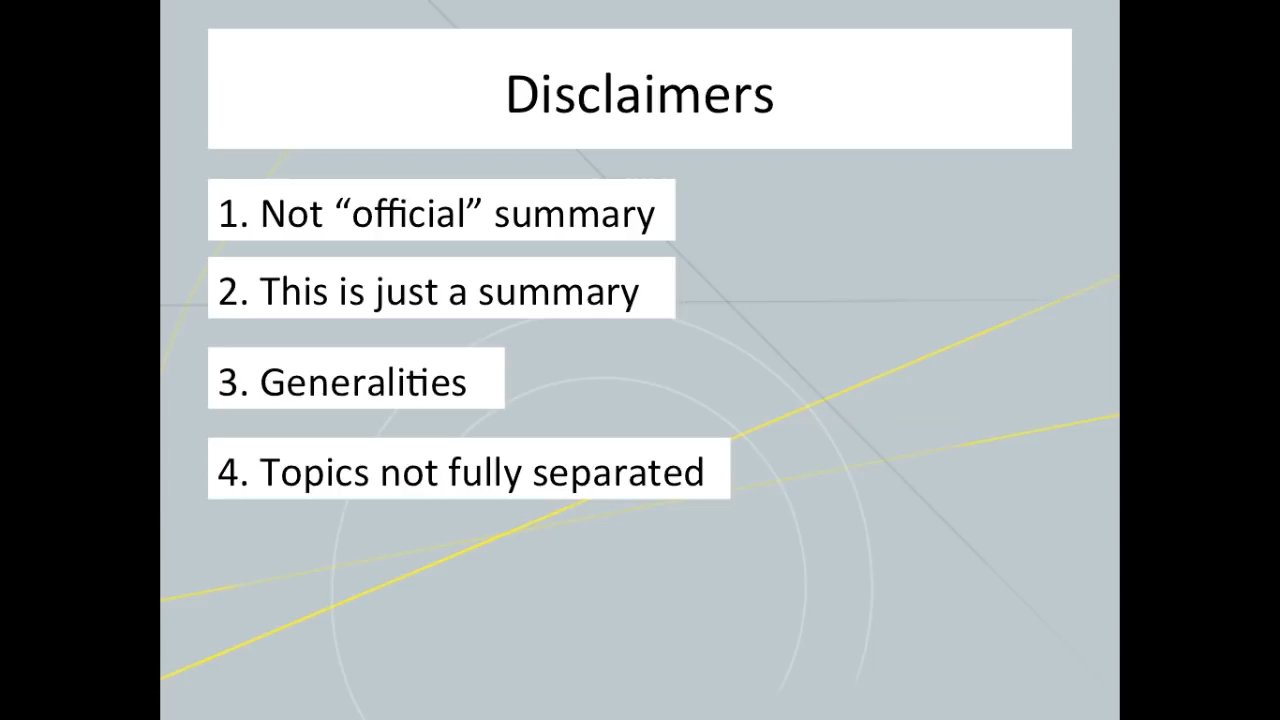 Disclaimers
1. Not “official” summary
2. This is just a summary
3. Generalities
4. Topics not fully separated